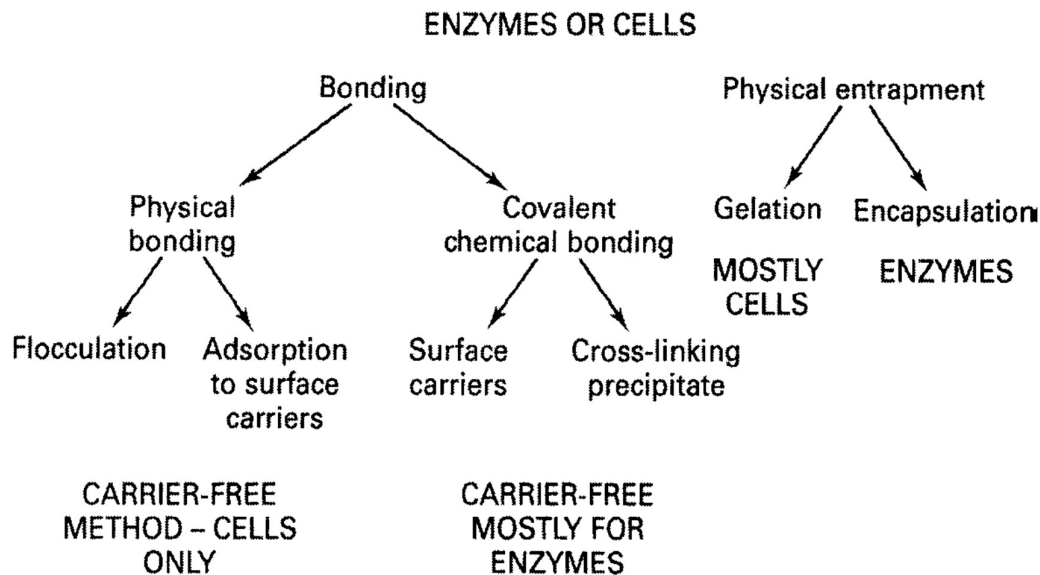 ENZYMES OR CELLS
Bonding
Physical entrapment
Physical
bonding
Covalent
chemical bonding
Gelation
Encapsulation
MOSTLY
CELLS
ENZYMES
Flocculation
Adsorption
to surface
carriers
Surface
carriers
Cross-linking
precipitate
CARRIER-FREE
METHOD – CELLS
ONLY
CARRIER-FREE
MOSTLY FOR
ENZYMES